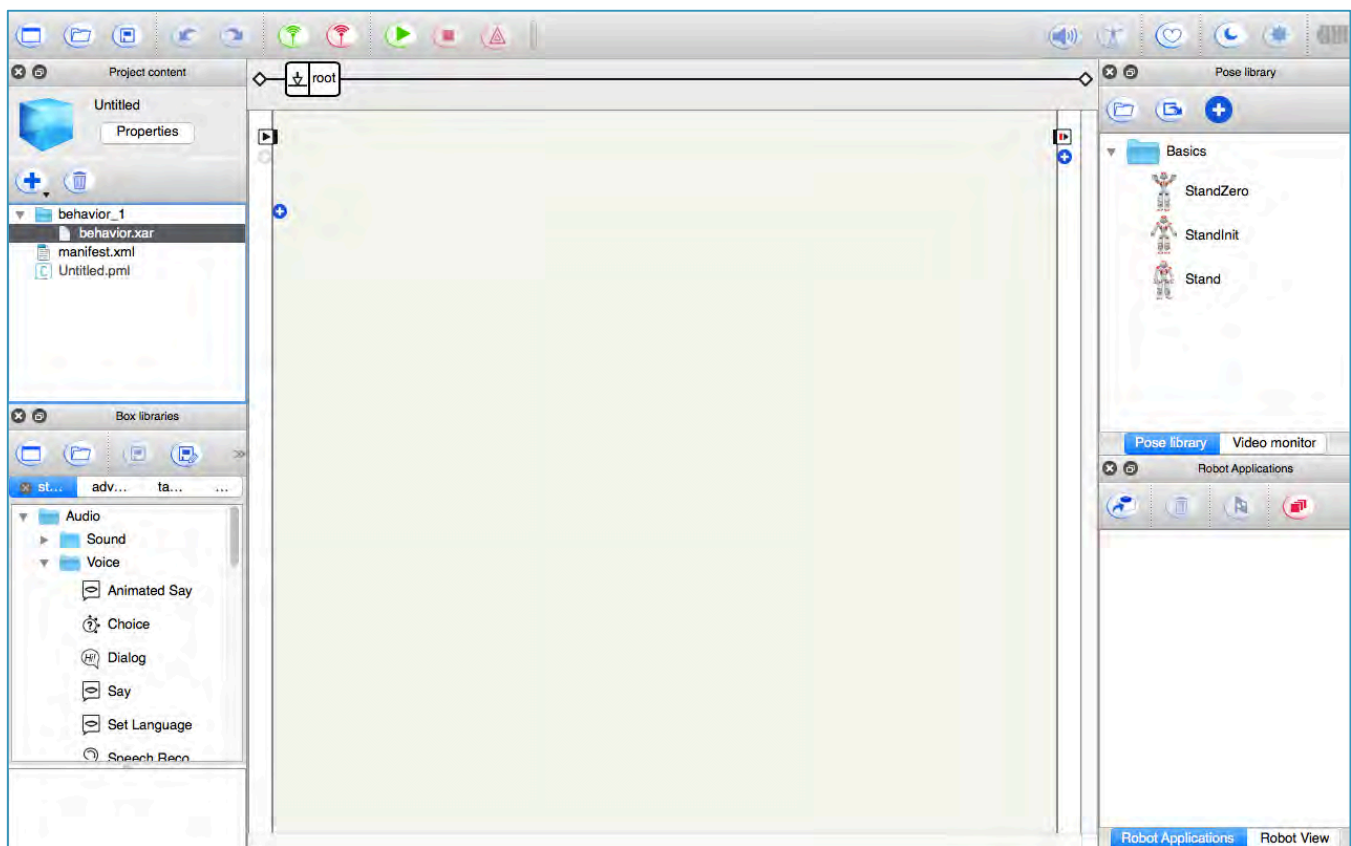 Project content
Untitled
Properties
behavior_1
behavior.xar
manifest.xml
Untitled.pml
Box libraries
st... adv... ta... ...
Audio
Sound
Voice
Animated Say
Choice
Hi!
Dialog
Say
Set Language
Speech Reco
root
Pose library
Basics
StandZero
StandInit
Stand
Pose library Video monitor
Robot Applications
Robot Applications Robot View